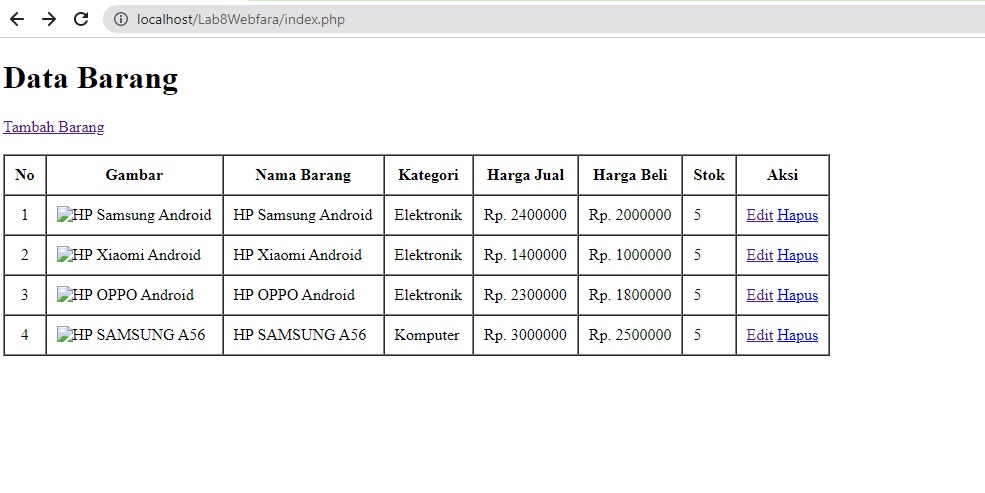 localhost/Lab8Webfara/index.php
Data Barang
Tambah Barang
No Gambar Nama Barang Kategori Harga Jual Harga Beli Stok Aksi
1 HP Samsung Android HP Samsung Android Elektronik Rp. 2400000 Rp. 2000000 5 Edit Hapus
2 HP Xiaomi Android HP Xiaomi Android Elektronik Rp. 1400000 Rp. 1000000 5 Edit Hapus
3 HP OPPO Android HP OPPO Android Elektronik Rp. 2300000 Rp. 1800000 5 Edit Hapus
4 HP SAMSUNG A56 HP SAMSUNG A56 Komputer Rp. 3000000 Rp. 2500000 5 Edit Hapus